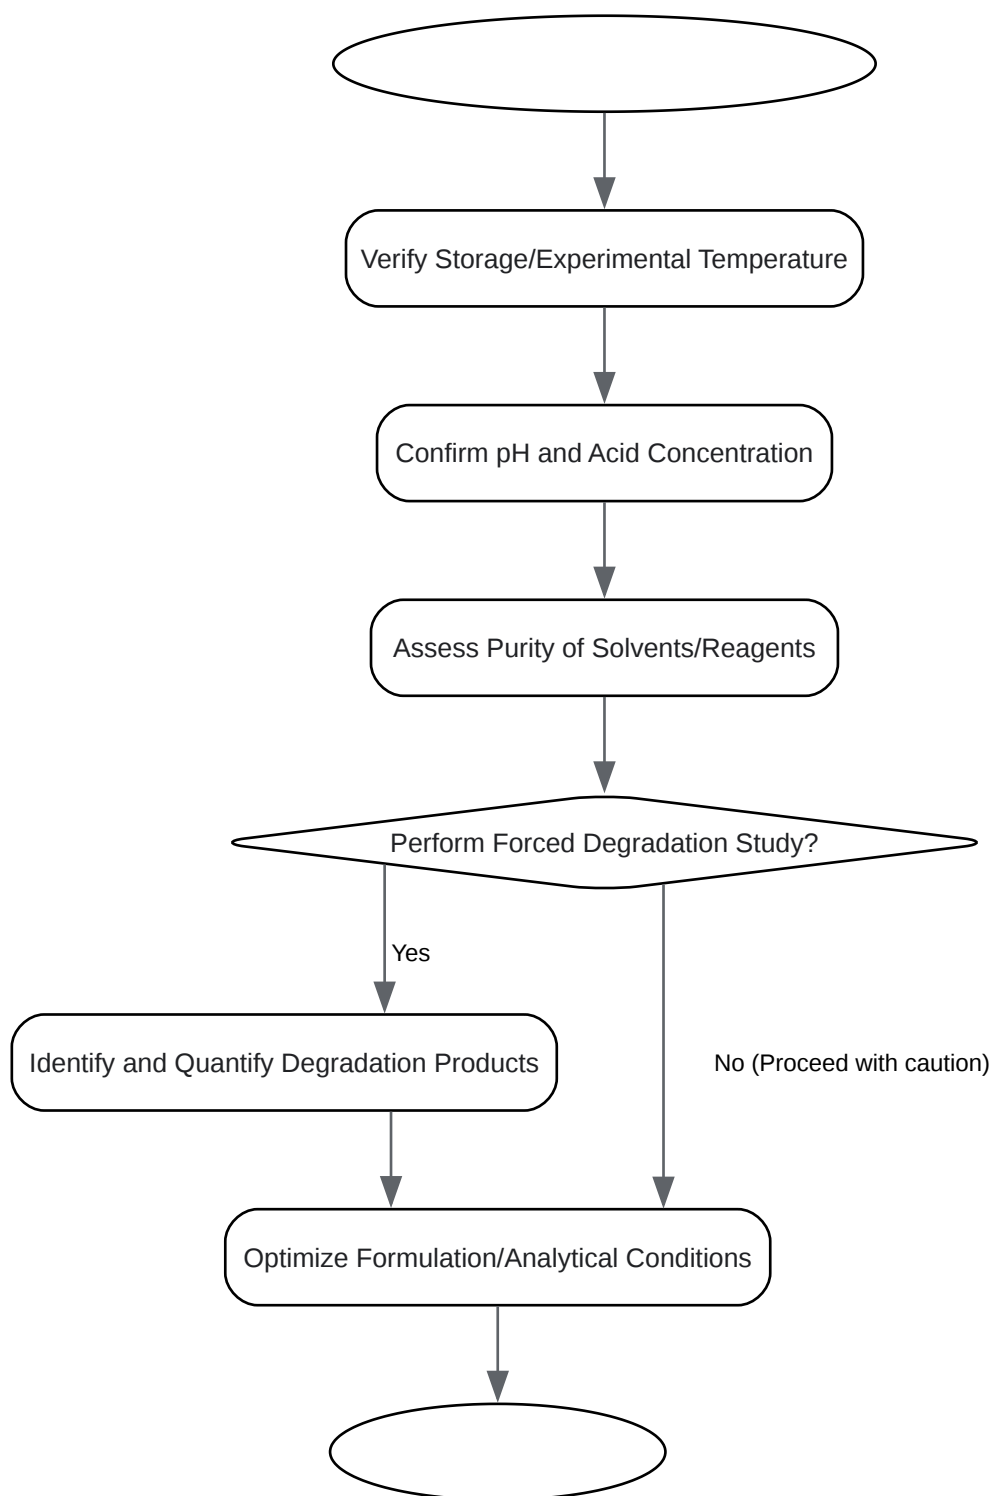 Verify Storage/Experimental Temperature
Confirm pH and Acid Concentration
Assess Purity of Solvents/Reagents
Perform Forced Degradation Study?
Yes
Identify and Quantify Degradation Products
No (Proceed with caution)
Optimize Formulation/Analytical Conditions